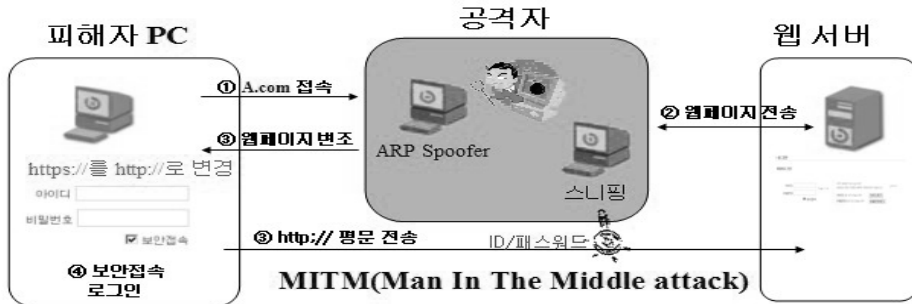 피해자 PC
공격자
웹 서버
① A.com 접속
② 웹페이지 전송
③ 웹페이지 변조
ARP Spoofer
https://를 http://로 변경
스니핑
아이디
비밀번호
보안접속
③ http:// 평문 전송
ID/패스워드
④ 보안접속
로그인
MITM(Man In The Middle attack)